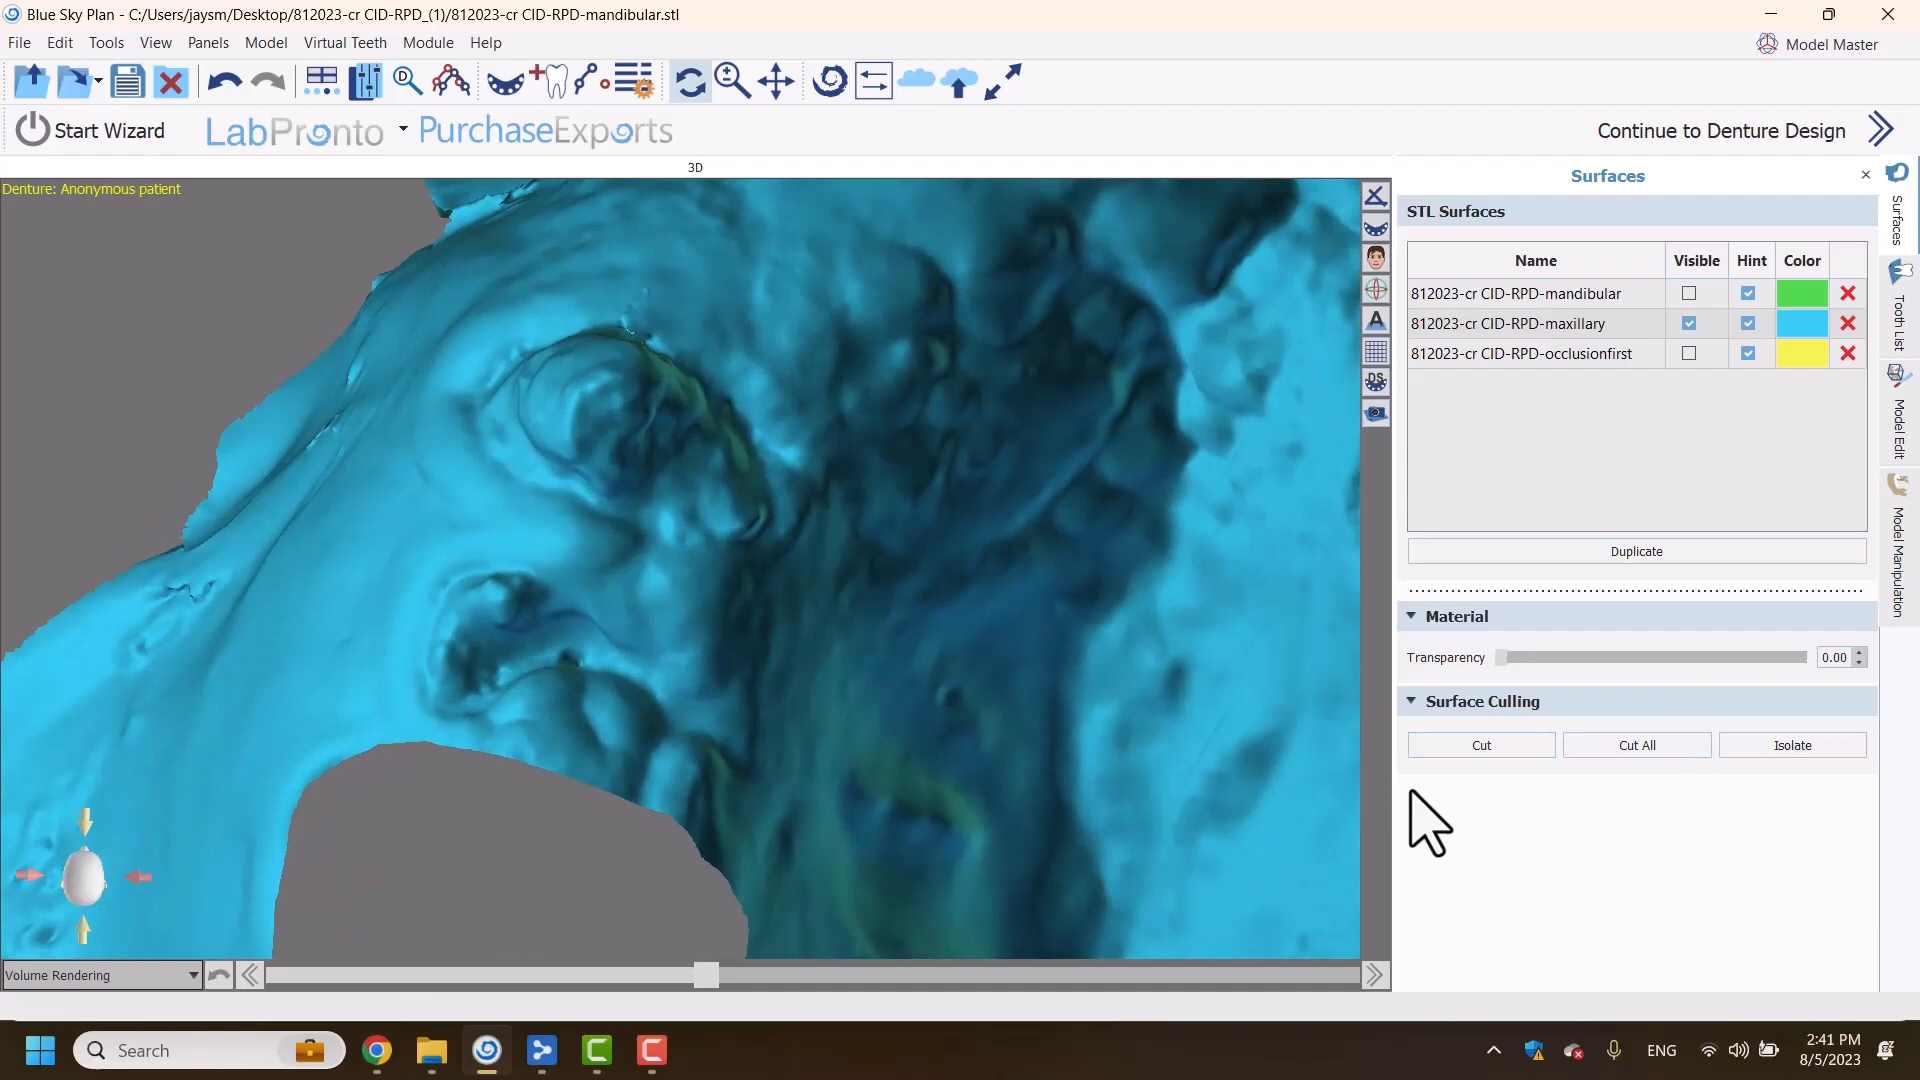 Blue Sky Plan - C:/Users/jaysm/Desktop/812023-cr CID-RPD_(1)/812023-cr CID-RPD-mandibular.stl
File Edit Tools View Panels Model Virtual Teeth Module Help
Model Master
D
Start Wizard
LabPronto
PurchaseExports
Continue to Denture Design
3D
Denture: Anonymous patient
A
DS
Surfaces
STL Surfaces
Name Visible Hint Color
812023-cr CID-RPD-mandibular
812023-cr CID-RPD-maxillary
812023-cr CID-RPD-occlusionfirst
Duplicate
Material
Transparency 0.00
Surface Culling
Cut Cut All Isolate
Surfaces
Tooth List
Model Edit
Model Manipulation
Volume Rendering
Search
ENG
2:41 PM
8/5/2023